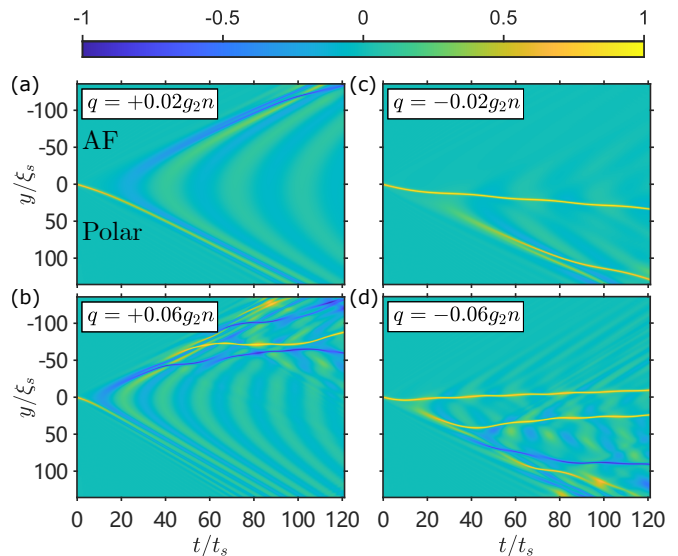 -1 -0.5 0 0.5 1
(a) (c)
q = +0.02g₂n q = −0.02g₂n
-100
AF
y/ξₛ
0
50
Polar
100
(b) (d)
q = +0.06g₂n q = −0.06g₂n
-100
-50
y/ξₛ
0
50
100
0 20 40 60 80 100 120 0 20 40 60 80 100 120
t/tₛ t/tₛ